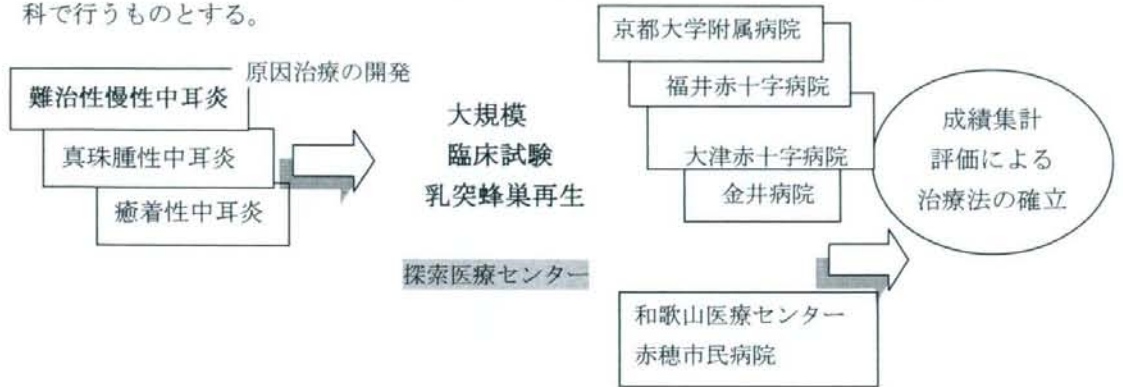 科で行うものとする。
原因治療の開発
難治性慢性中耳炎
真珠腫性中耳炎
癒着性中耳炎
大規模
臨床試験
乳突蜂巣再生
探索医療センター
京都大学附属病院
福井赤十字病院
大津赤十字病院
金井病院
和歌山医療センター
赤穂市民病院
成績集計
評価による
治療法の確立